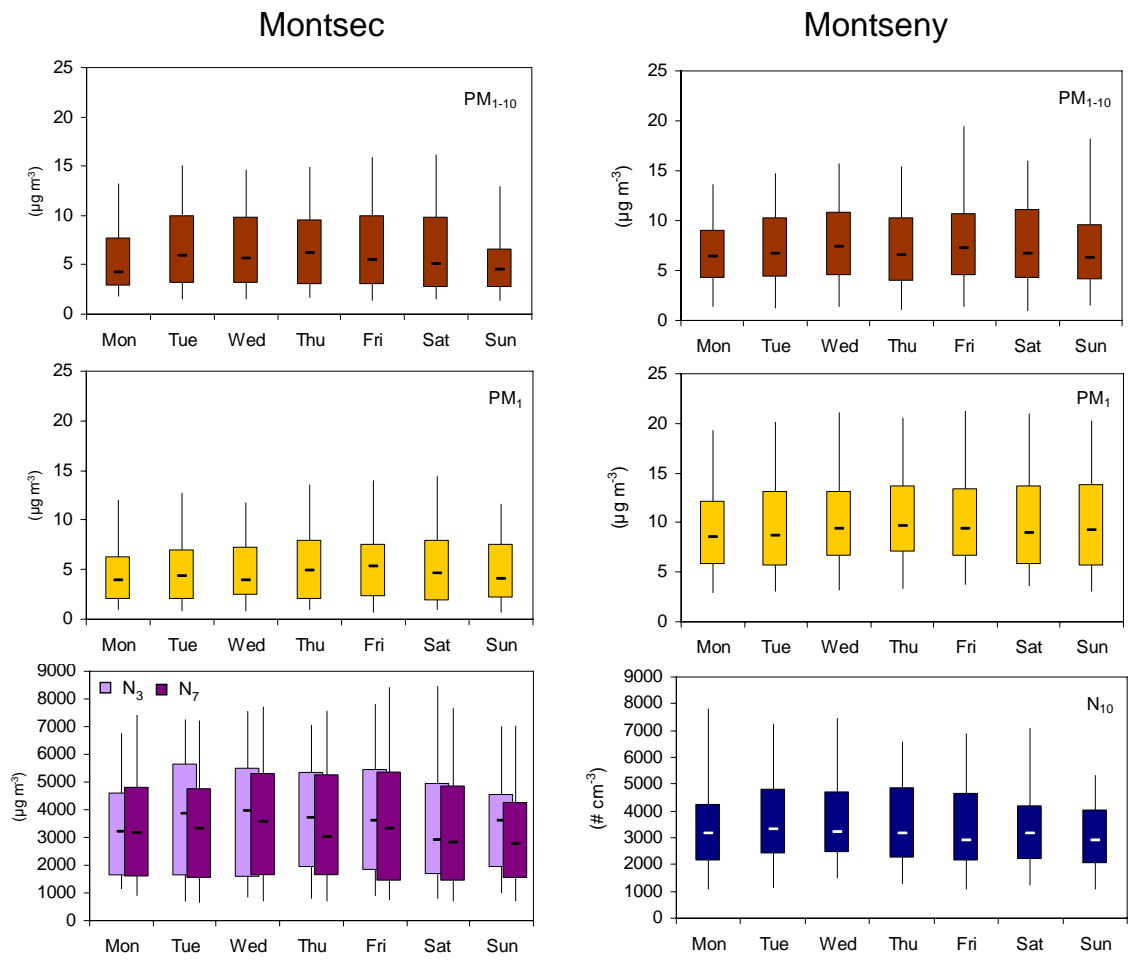 Montsec
Montseny
25
20
15
10
5
0
(µg m-3)
PM1-10
Mon Tue Wed Thu Fri Sat Sun
25
20
15
10
5
0
(µg m-3)
PM1-10
Mon Tue Wed Thu Fri Sat Sun
25
20
15
10
5
0
(µg m-3)
PM1
Mon Tue Wed Thu Fri Sat Sun
25
20
15
10
5
0
(µg m-3)
PM1
Mon Tue Wed Thu Fri Sat Sun
9000
8000
7000
6000
5000
4000
3000
2000
1000
0
(µg m-3)
N3 N7
Mon Tue Wed Thu Fri Sat Sun
9000
8000
7000
6000
5000
4000
3000
2000
1000
0
(# cm-3)
N10
Mon Tue Wed Thu Fri Sat Sun